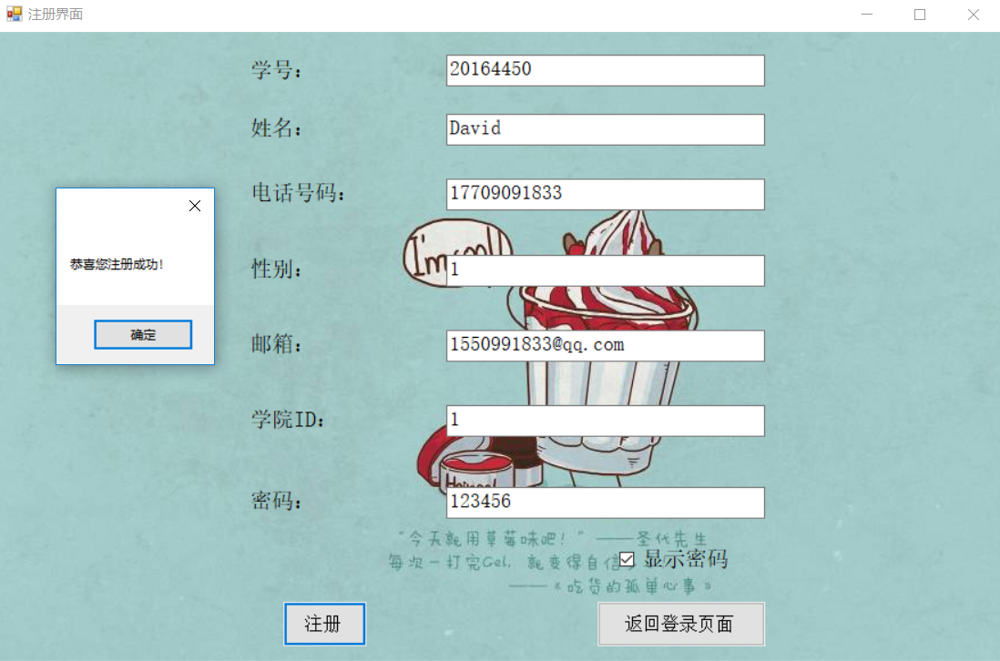 注册界面
学号： 20164450
姓名： David
电话号码： 17709091833
I'm cool!
性别： 1
恭喜您注册成功！
确定
邮箱： 1550991833@qq.com
学院ID： 1
密码： 123456
“今天就用草莓味吧！”——圣代先生
每次一打完Gel，就变得自信
显示密码
——《吃货的孤单心事》
注册
返回登录页面